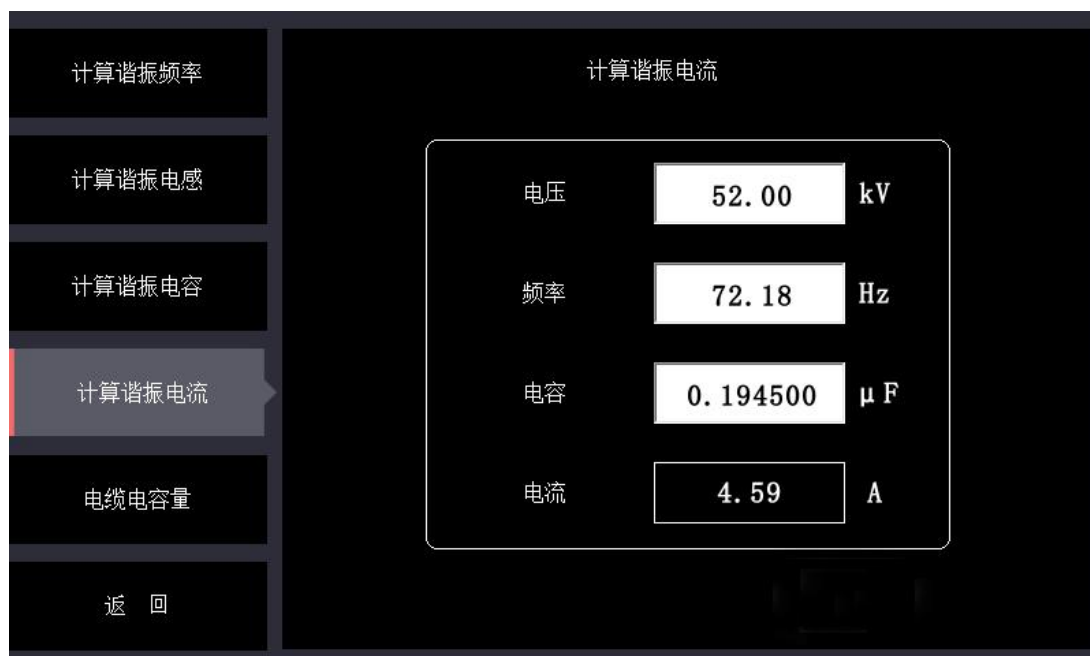 计算谐振频率
计算谐振电感
计算谐振电容
计算谐振电流
电缆电容量
返 回
计算谐振电流
电压 52.00 kV
频率 72.18 Hz
电容 0.194500 μF
电流 4.59 A